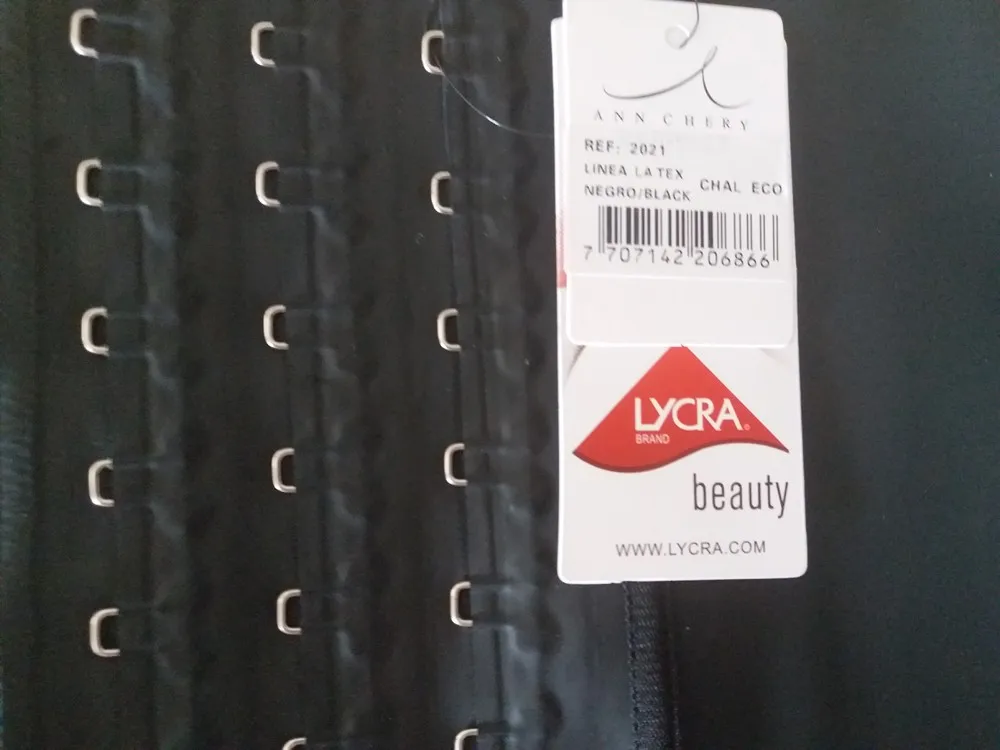 ANN CHERY
REF: 2021
LINEA LATEX
CHAL ECO
NEGRO/BLACK
7 707142 206866
LYCRA®
BRAND
beauty
WWW.LYCRA.COM